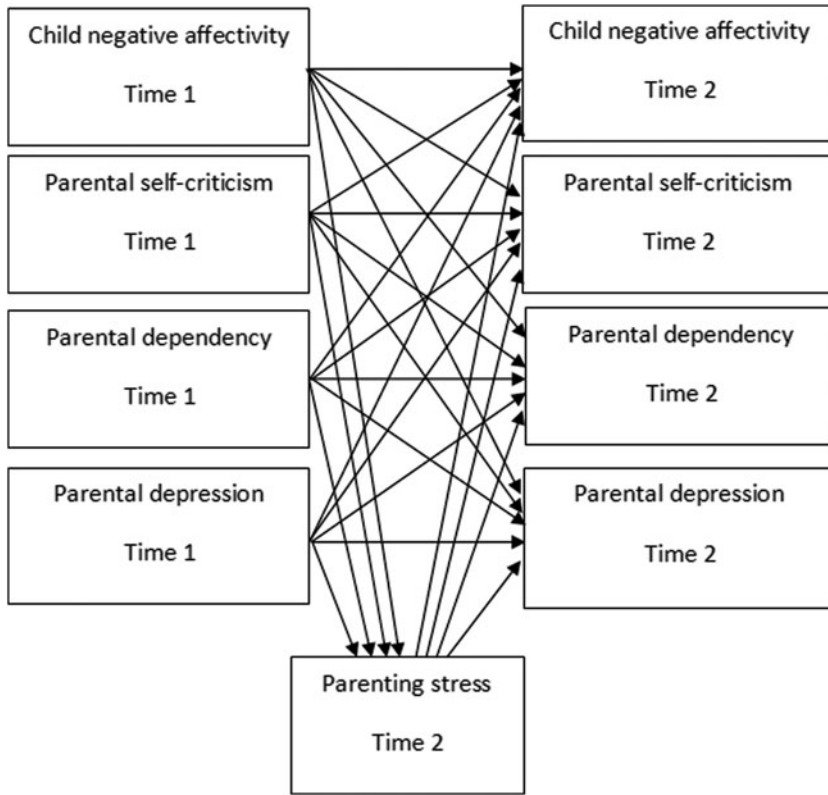 Child negative affectivity
Time 1
Parental self-criticism
Time 1
Parental dependency
Time 1
Parental depression
Time 1
Child negative affectivity
Time 2
Parental self-criticism
Time 2
Parental dependency
Time 2
Parental depression
Time 2
Parenting stress
Time 2